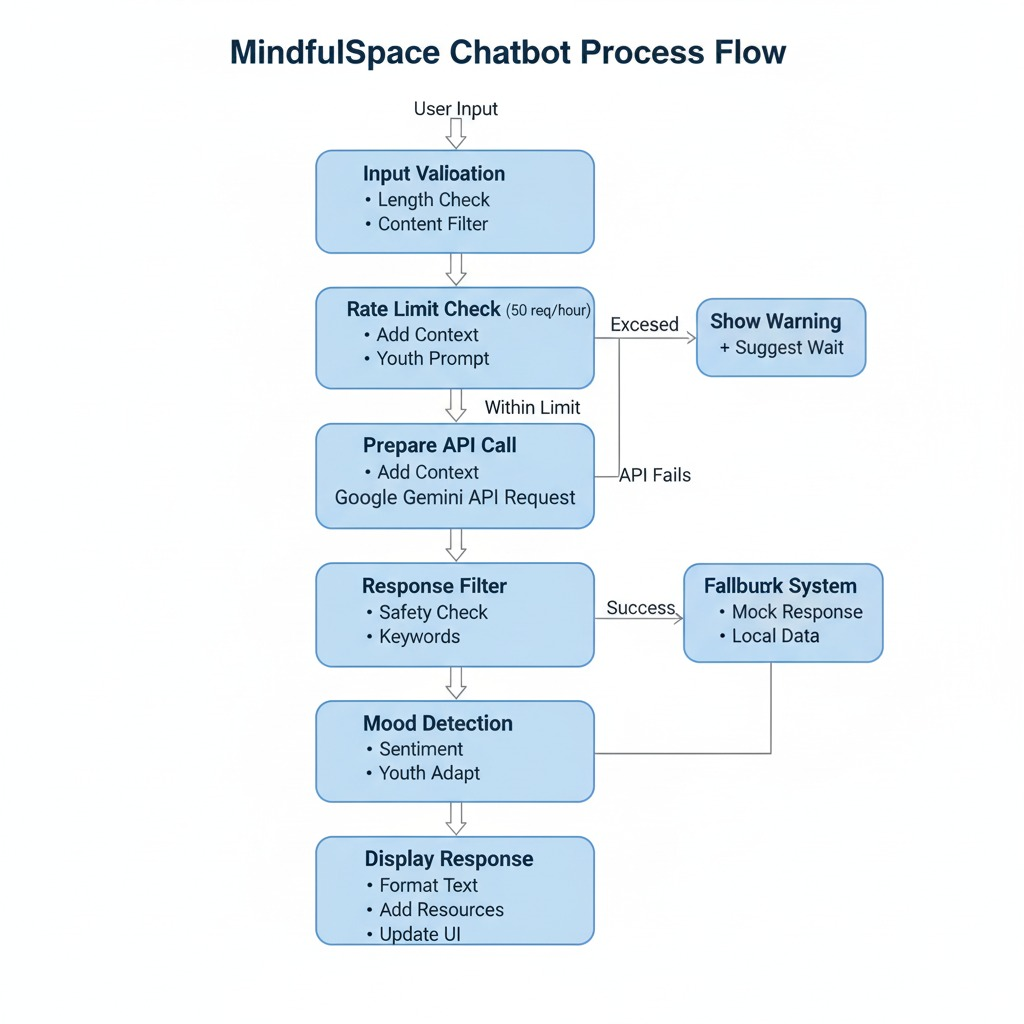 MindfulSpace Chatbot Process Flow
User Input
Input Valioation
• Length Check
• Content Filter
Rate Limit Check (50 req/hour)
• Add Context
• Youth Prompt
Excesed
Show Warning
+ Suggest Wait
Within Limit
Prepare API Call
• Add Context
Google Gemini API Request
API Fails
Response Filter
• Safety Check
• Keywords
Success
System
• Mock Response
• Local Data
Mood Detection
• Sentiment
• Youth Adapt
Display Response
• Format Text
• Add Resources
• Update UI